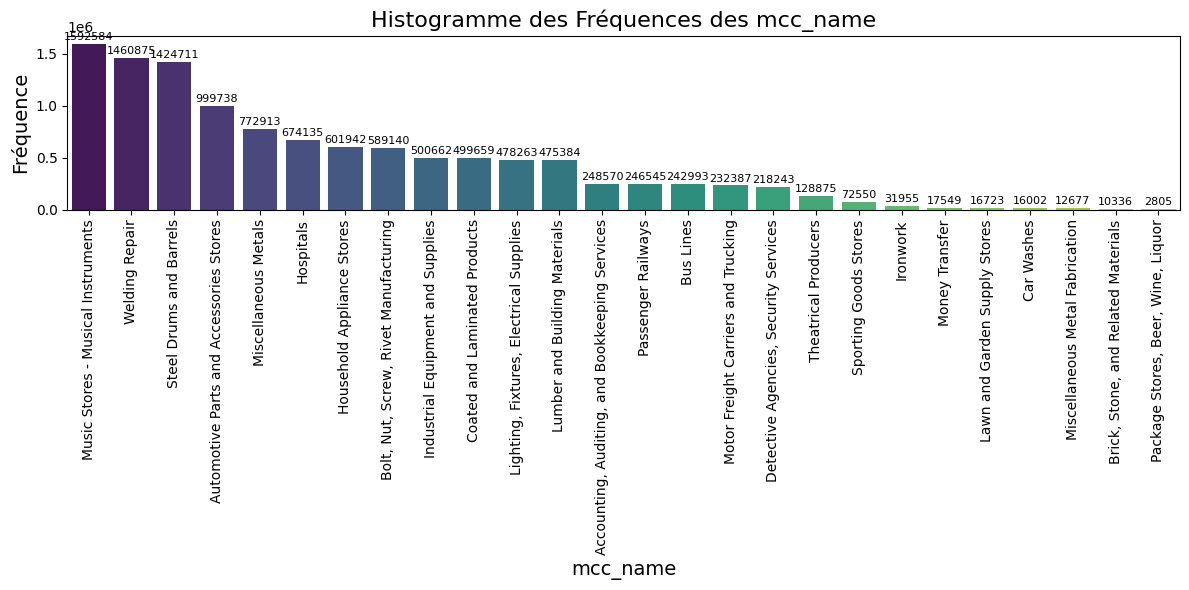 Histogramme des Fréquences des mcc_name
1e6
1592584
1460875
1424711
999738
772913
674135
601942
589140
500662
499659
478263
475384
248570
246545
242993
232387
218243
128875
72550
31955
17549
16723
16002
12677
10336
2805
1.5
1.0
0.5
0.0
Fréquence
Music Stores - Musical Instruments
Welding Repair
Steel Drums and Barrels
Automotive Parts and Accessories Stores
Miscellaneous Metals
Hospitals
Household Appliance Stores
Bolt, Nut, Screw, Rivet Manufacturing
Industrial Equipment and Supplies
Coated and Laminated Products
Lighting, Fixtures, Electrical Supplies
Lumber and Building Materials
Accounting, Auditing, and Bookkeeping Services
Passenger Railways
Bus Lines
Motor Freight Carriers and Trucking
Detective Agencies, Security Services
Theatrical Producers
Sporting Goods Stores
Ironwork
Money Transfer
Lawn and Garden Supply Stores
Car Washes
Miscellaneous Metal Fabrication
Brick, Stone, and Related Materials
Package Stores, Beer, Wine, Liquor
mcc_name